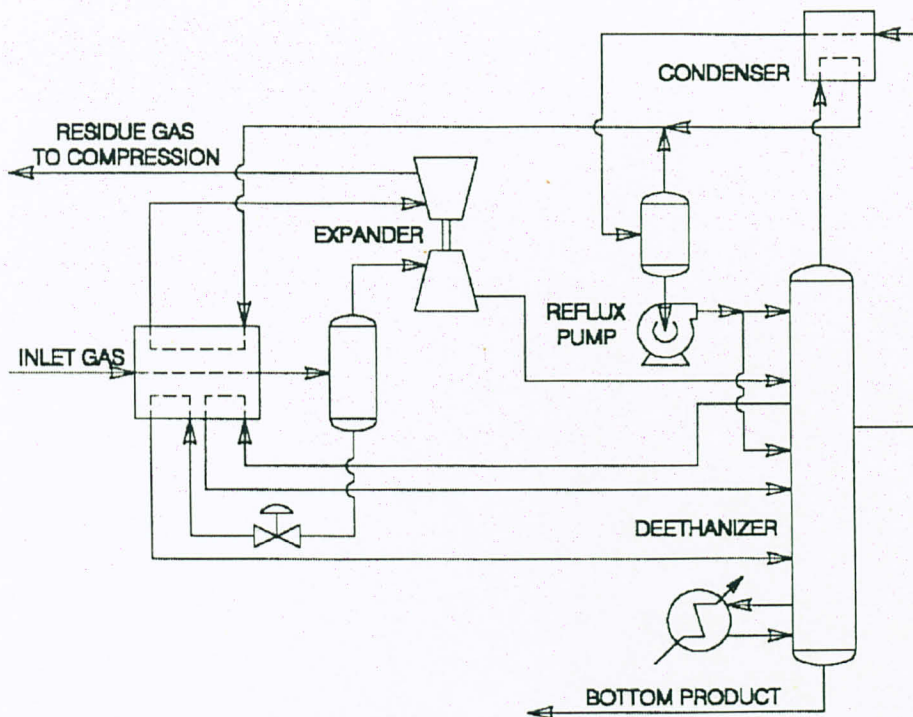 CONDENSER
RESIDUE GAS
TO COMPRESSION
EXPANDER
REFLUX
PUMP
INLET GAS
DEETHANIZER
BOTTOM PRODUCT